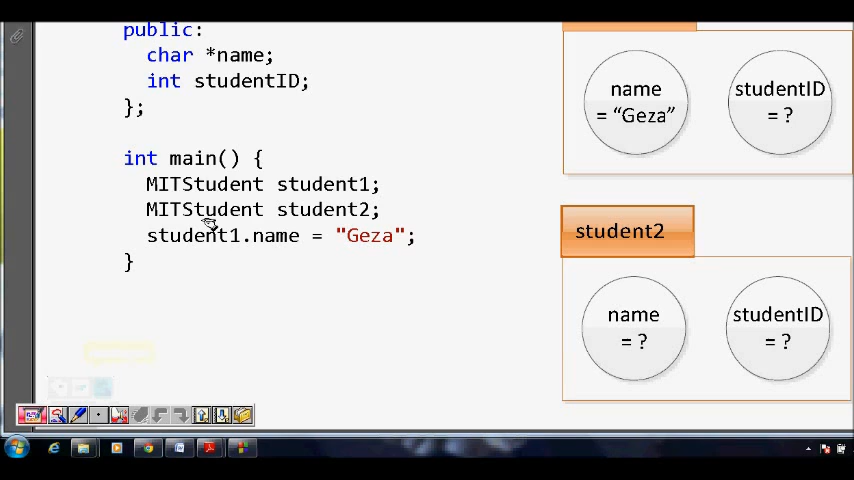 public:
char *name;
int studentID;
};
int main() {
MITStudent student1;
MITStudent student2;
student1.name = "Geza";
}
name
= “Geza”
studentID
= ?
student2
name
= ?
studentID
= ?